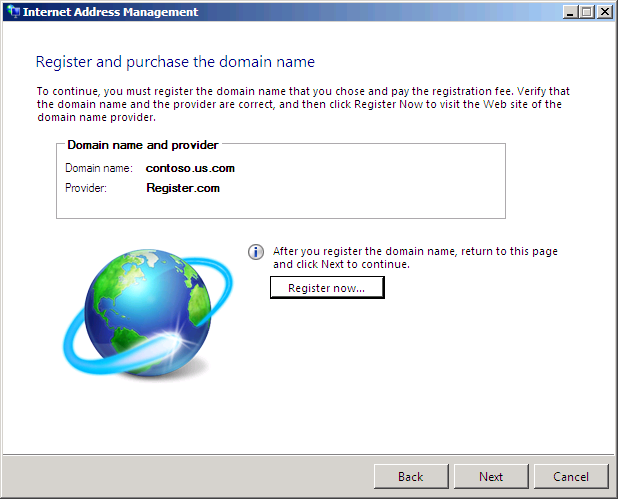 Internet Address Management
Register and purchase the domain name
To continue, you must register the domain name that you chose and pay the registration fee. Verify that
the domain name and the provider are correct, and then click Register Now to visit the Web site of the
domain name provider.
Domain name and provider
Domain name: contoso.us.com
Provider: Register.com
After you register the domain name, return to this page
and click Next to continue.
Register now...
Back Next Cancel